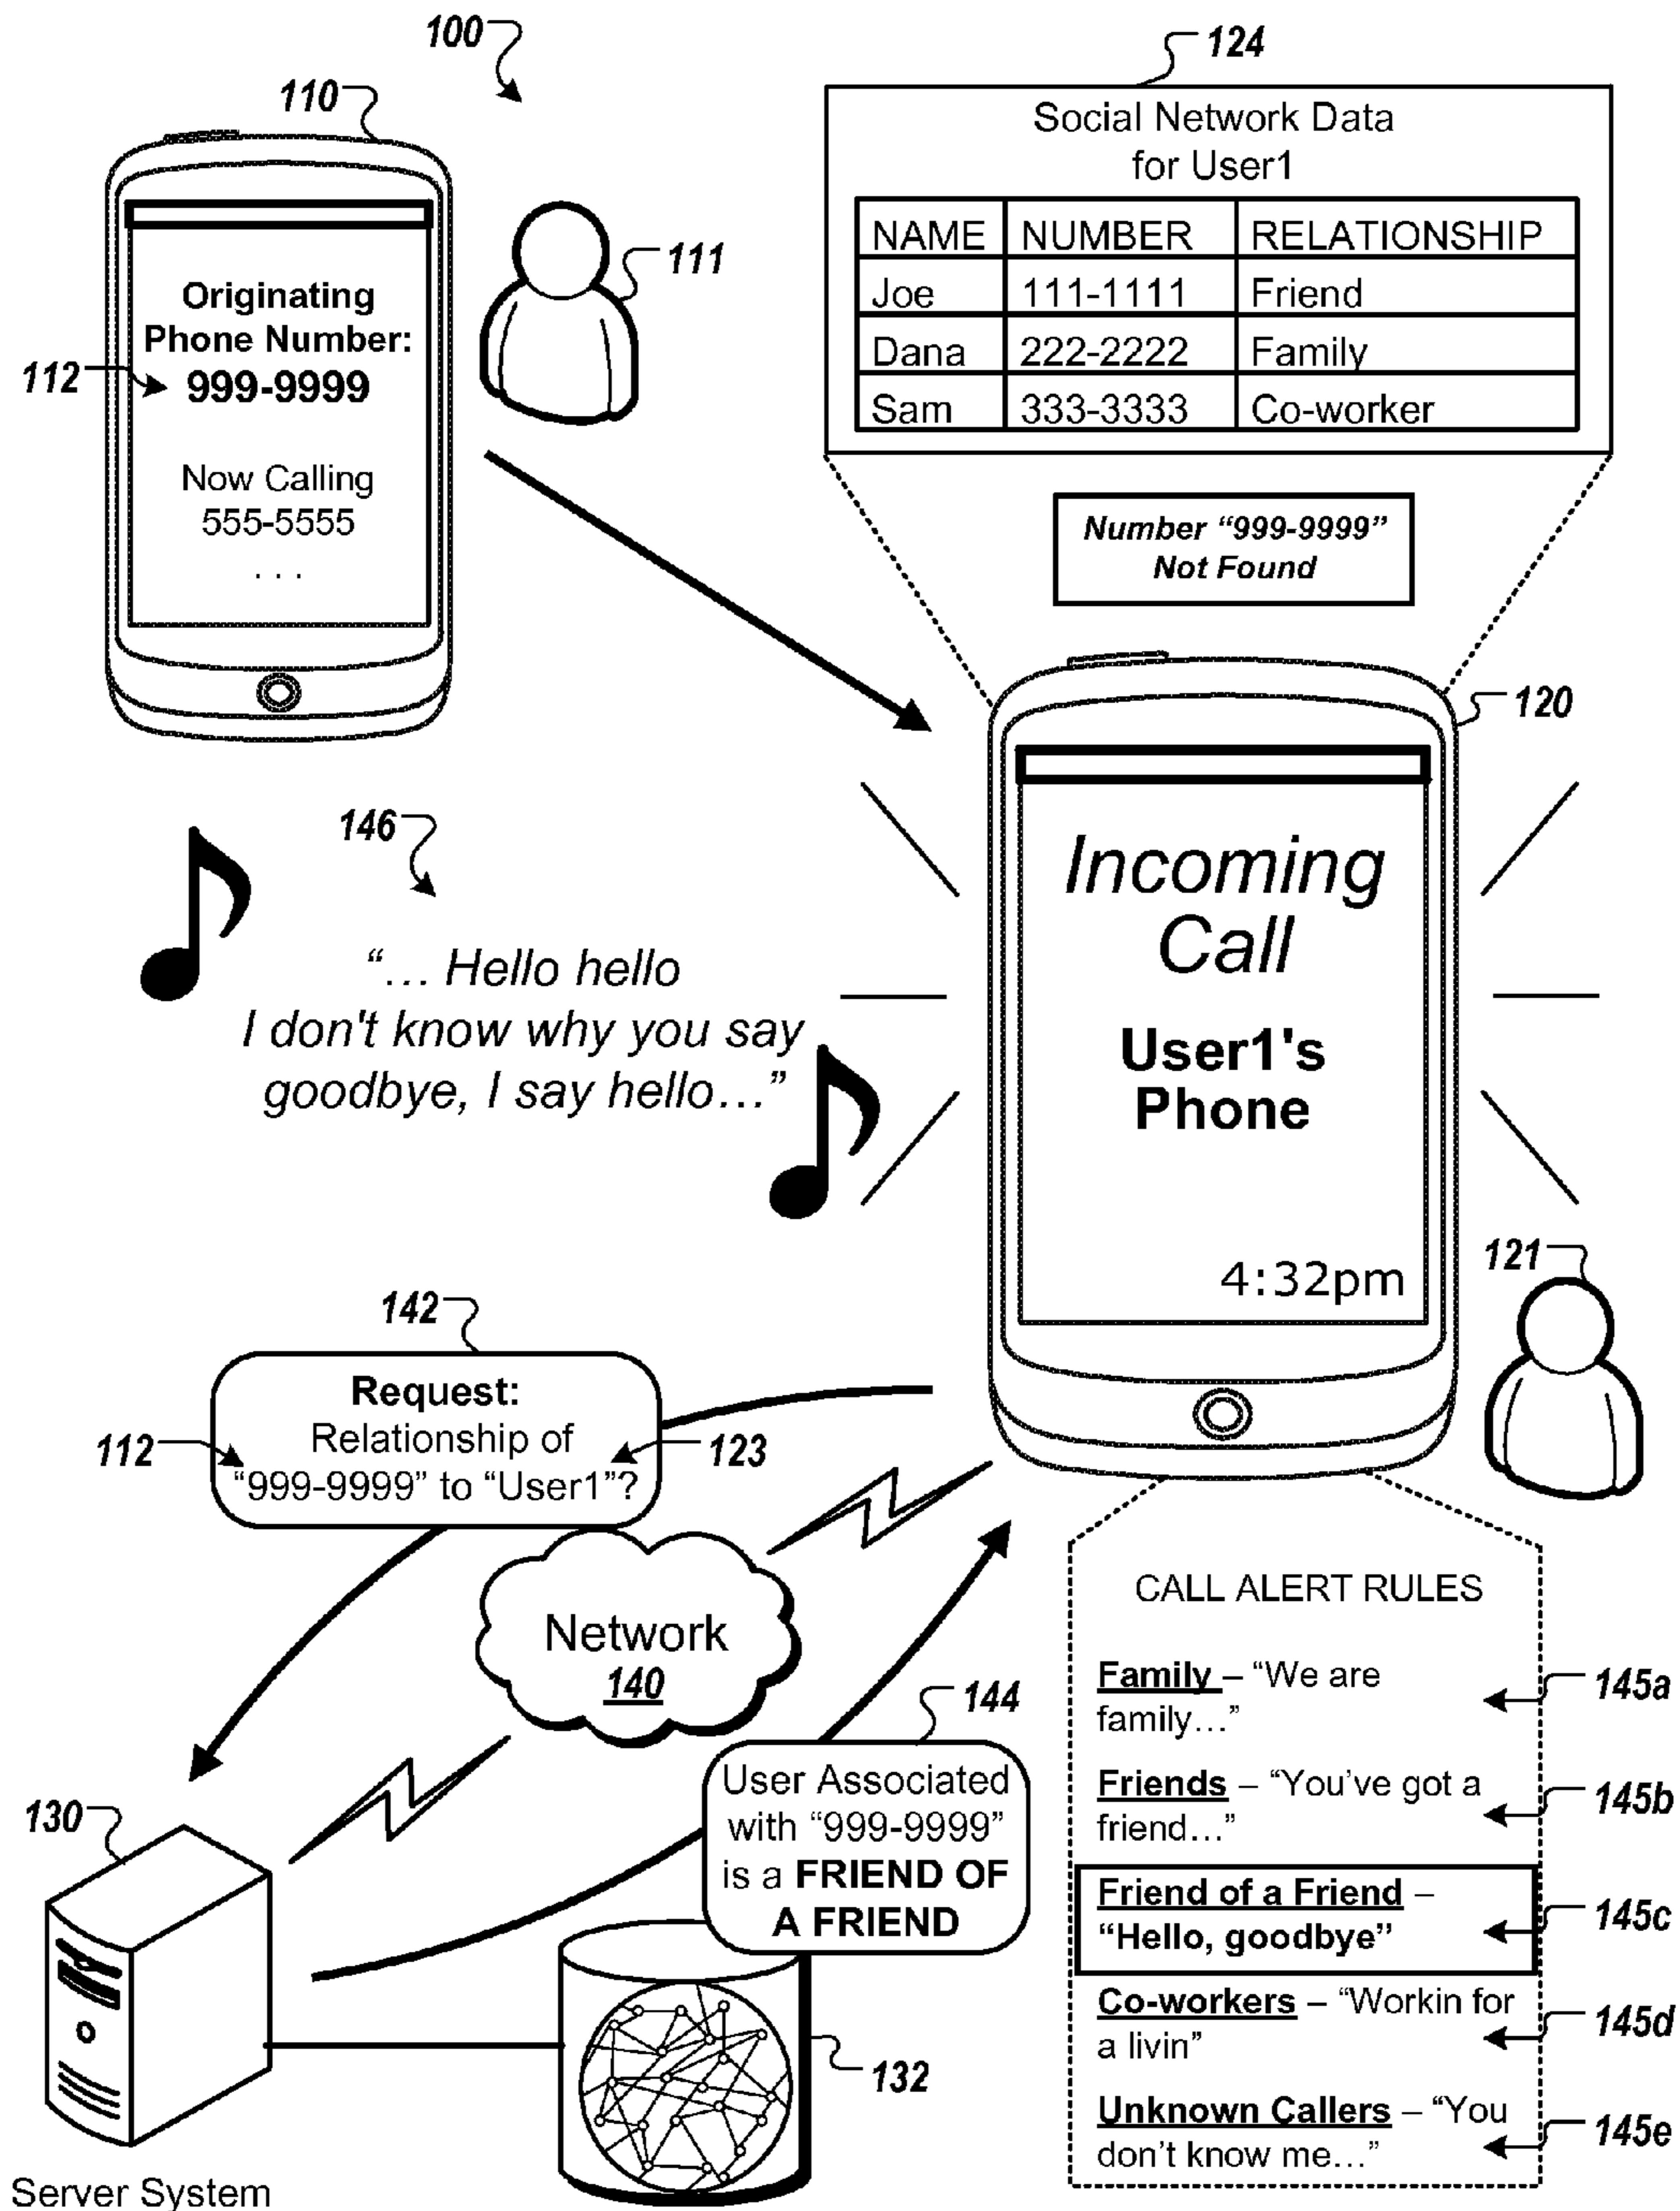 100
110
111
Originating
Phone Number:
112
999-9999
Now Calling
555-5555
. . .
124
Social Network Data
for User1
NAME NUMBER RELATIONSHIP
Joe 111-1111 Friend
Dana 222-2222 Family
Sam 333-3333 Co-worker
Number “999-9999”
Not Found
120
Incoming
Call
User1's
Phone
4:32pm
121
146
“… Hello hello
I don't know why you say
goodbye, I say hello…”
142
Request:
Relationship of
“999-9999” to “User1”?
112
123
Network
140
144
User Associated
with “999-9999”
is a FRIEND OF
A FRIEND
130
Server System
132
CALL ALERT RULES
Family – “We are
family…”
145a
Friends – “You’ve got a
friend…”
145b
Friend of a Friend –
“Hello, goodbye”
145c
Co-workers – “Workin for
a livin”
145d
Unknown Callers – “You
don’t know me…”
145e